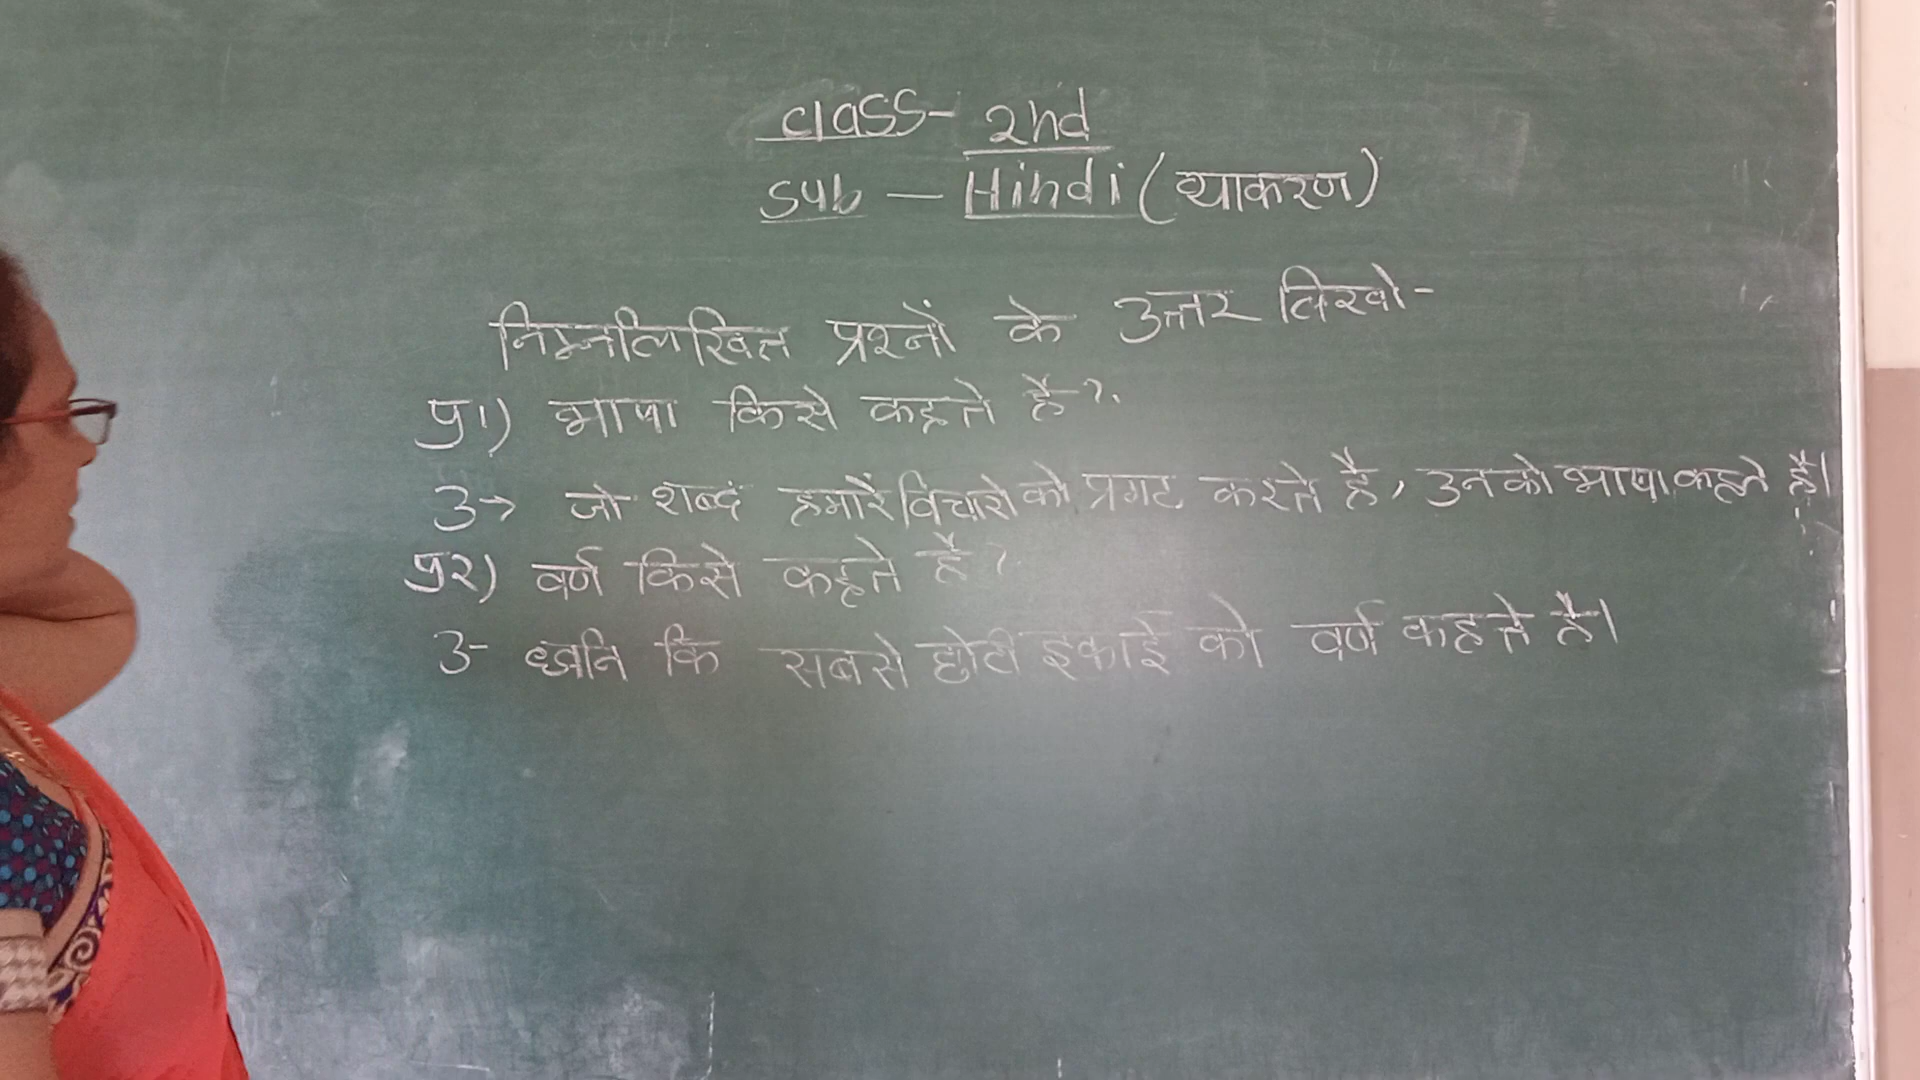 Class- 2nd
Sub — Hindi (व्याकरण)
निम्नलिखित प्रश्नों के उत्तर लिखो-
प्र1) भाषा किसे कहते है?
उ→ जो शब्द हमारे विचारो को प्रगट करते है, उनको भाषा कहते है।
प्र2) वर्ण किसे कहते है?
उ- ध्वनि कि सबसे छोटी इकाई को वर्ण कहते है।